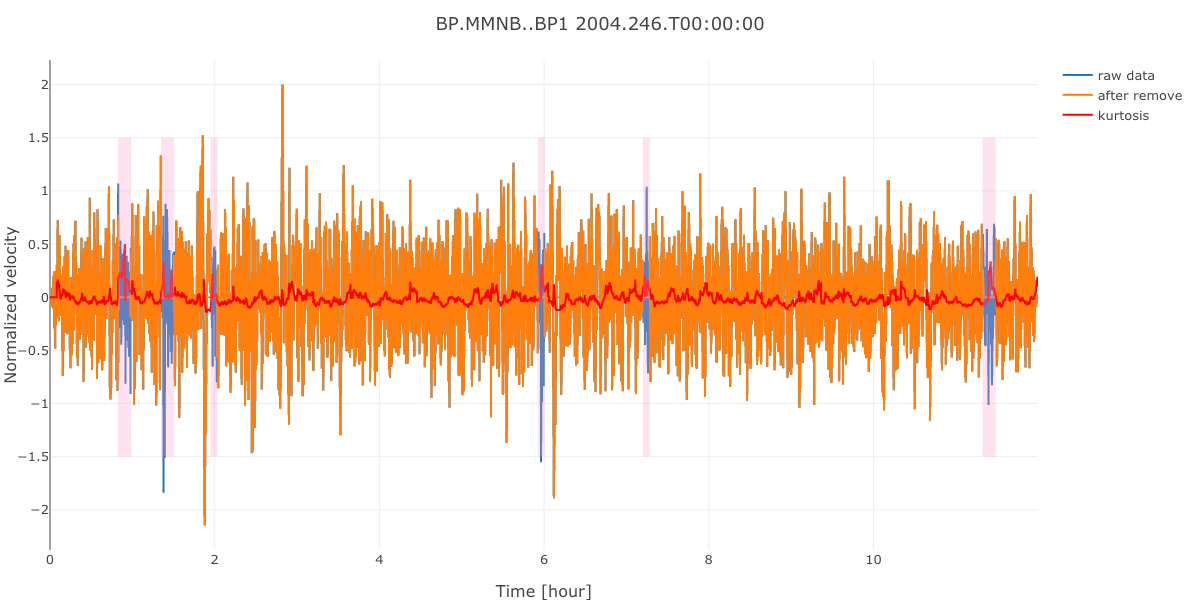 BP.MMNB..BP1 2004.246.T00:00:00
raw data
after remove
kurtosis
Normalized velocity
2
1.5
1
0.5
0
−0.5
−1
−1.5
−2
0
2
4
6
8
10
Time [hour]